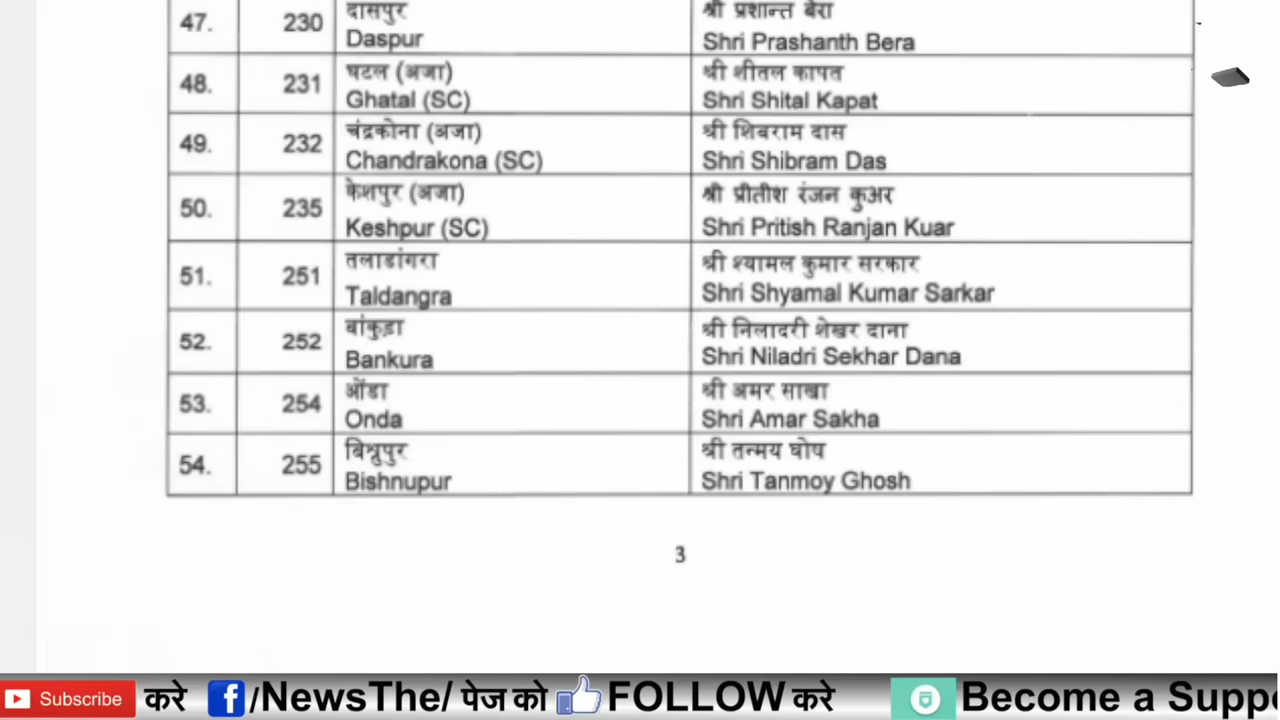 47. 230 दासपुर श्री प्रशान्त बेरा
Daspur Shri Prashanth Bera
48. 231 घटल (अजा) श्री शीतल कापत
Ghatal (SC) Shri Shital Kapat
49. 232 चंद्रकोना (अजा) श्री शिबराम दास
Chandrakona (SC) Shri Shibram Das
50. 235 केशपुर (अजा) श्री प्रीतीश रंजन कुअर
Keshpur (SC) Shri Pritish Ranjan Kuar
51. 251 तलाडांगरा श्री श्यामल कुमार सरकार
Taldangra Shri Shyamal Kumar Sarkar
52. 252 बांकुड़ा श्री निलादरी शेखर दाना
Bankura Shri Niladri Sekhar Dana
53. 254 ओंडा श्री अमर साखा
Onda Shri Amar Sakha
54. 255 बिश्नुपुर श्री तन्मय घोष
Bishnupur Shri Tanmoy Ghosh
3
Subscribe करे /NewsThe/ पेज को FOLLOW करे Become a Suppo